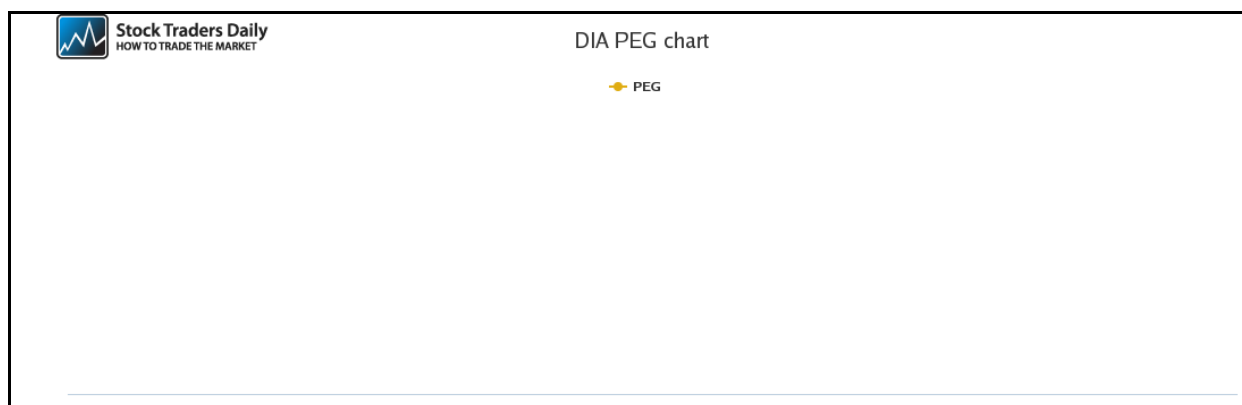 Stock Traders Daily
HOW TO TRADE THE MARKET
DIA PEG chart
PEG